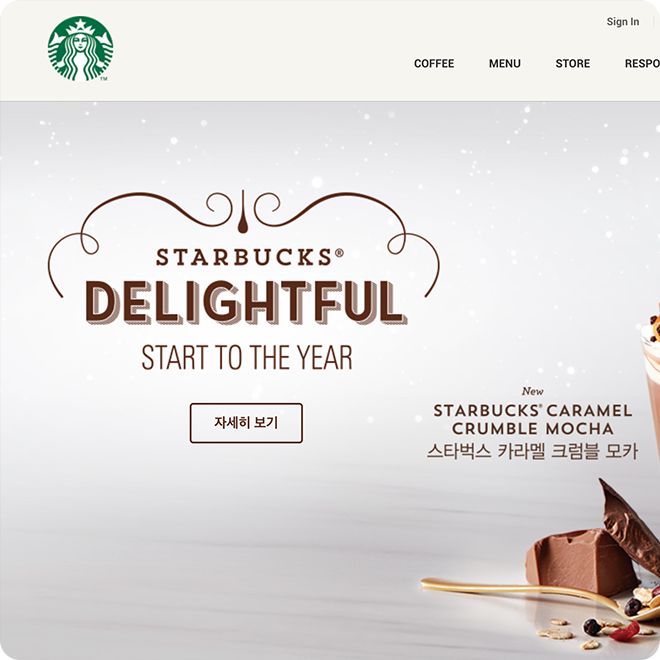 Sign In
COFFEE MENU STORE RESPO
STARBUCKS®
DELIGHTFUL
START TO THE YEAR
자세히 보기
New
STARBUCKS® CARAMEL
CRUMBLE MOCHA
스타벅스 카라멜 크럼블 모카
TM